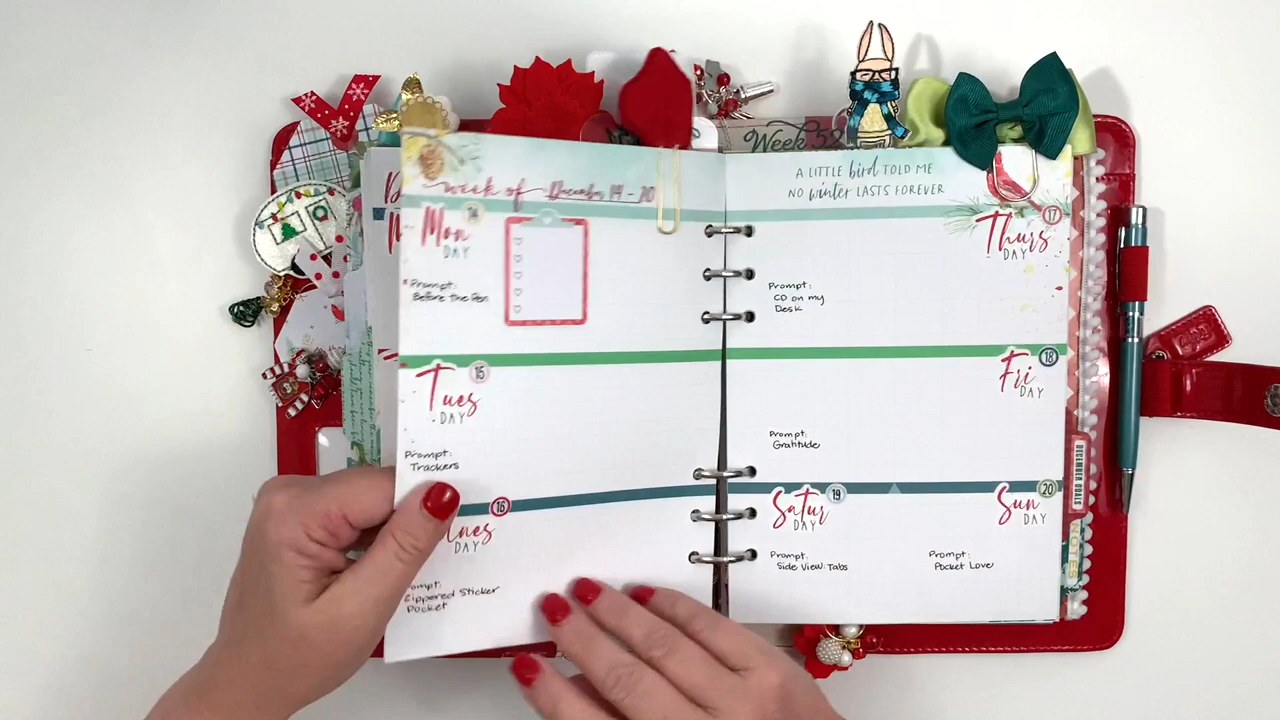 Week 52
week of December 14 - 20
A LITTLE bird TOLD ME
NO winter LASTS FOREVER
14
Mon
DAY
Prompt:
Before the Pen
15
Tues
DAY
Prompt:
Trackers
16
DAY
Zippered Sticker
Pocket
17
Thurs
DAY
Prompt:
CD on my
Desk
18
Fri
DAY
Prompt:
Gratitude
19
Satur
DAY
Prompt:
Side View: Tabs
20
Sun
DAY
Prompt:
Pocket Love
DECEMBER GOALS
NOTES